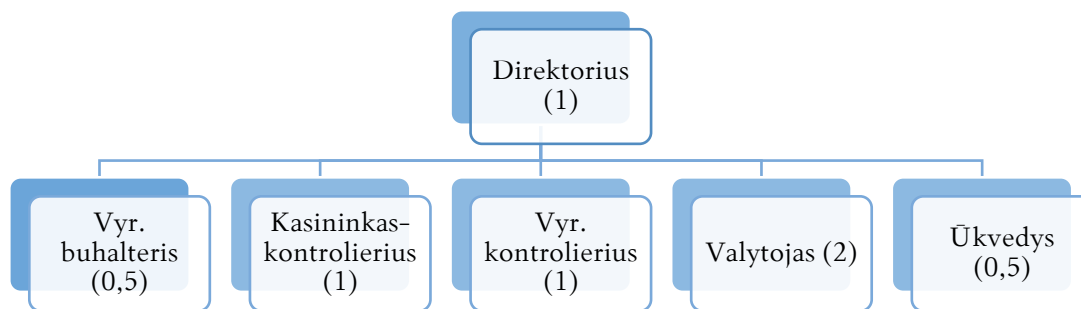 Direktorius
(1)
Vyr.
buhalteris
(0,5)
Kasininkas-
kontrolierius
(1)
Vyr.
kontrolierius
(1)
Valytojas (2)
Ūkvedys
(0,5)